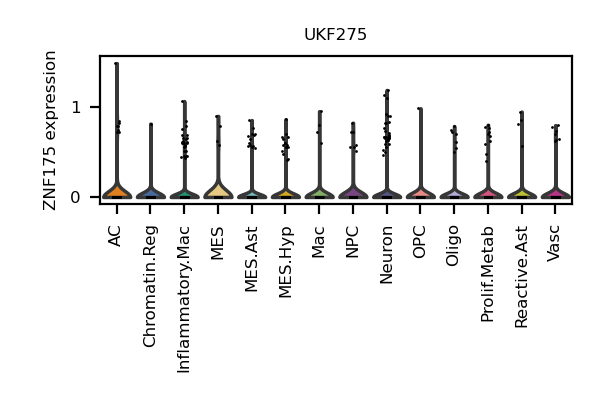 UKF275
ZNF175 expression
1
0
AC
Chromatin.Reg
Inflammatory.Mac
MES
MES.Ast
MES.Hyp
Mac
NPC
Neuron
OPC
Oligo
Prolif.Metab
Reactive.Ast
Vasc